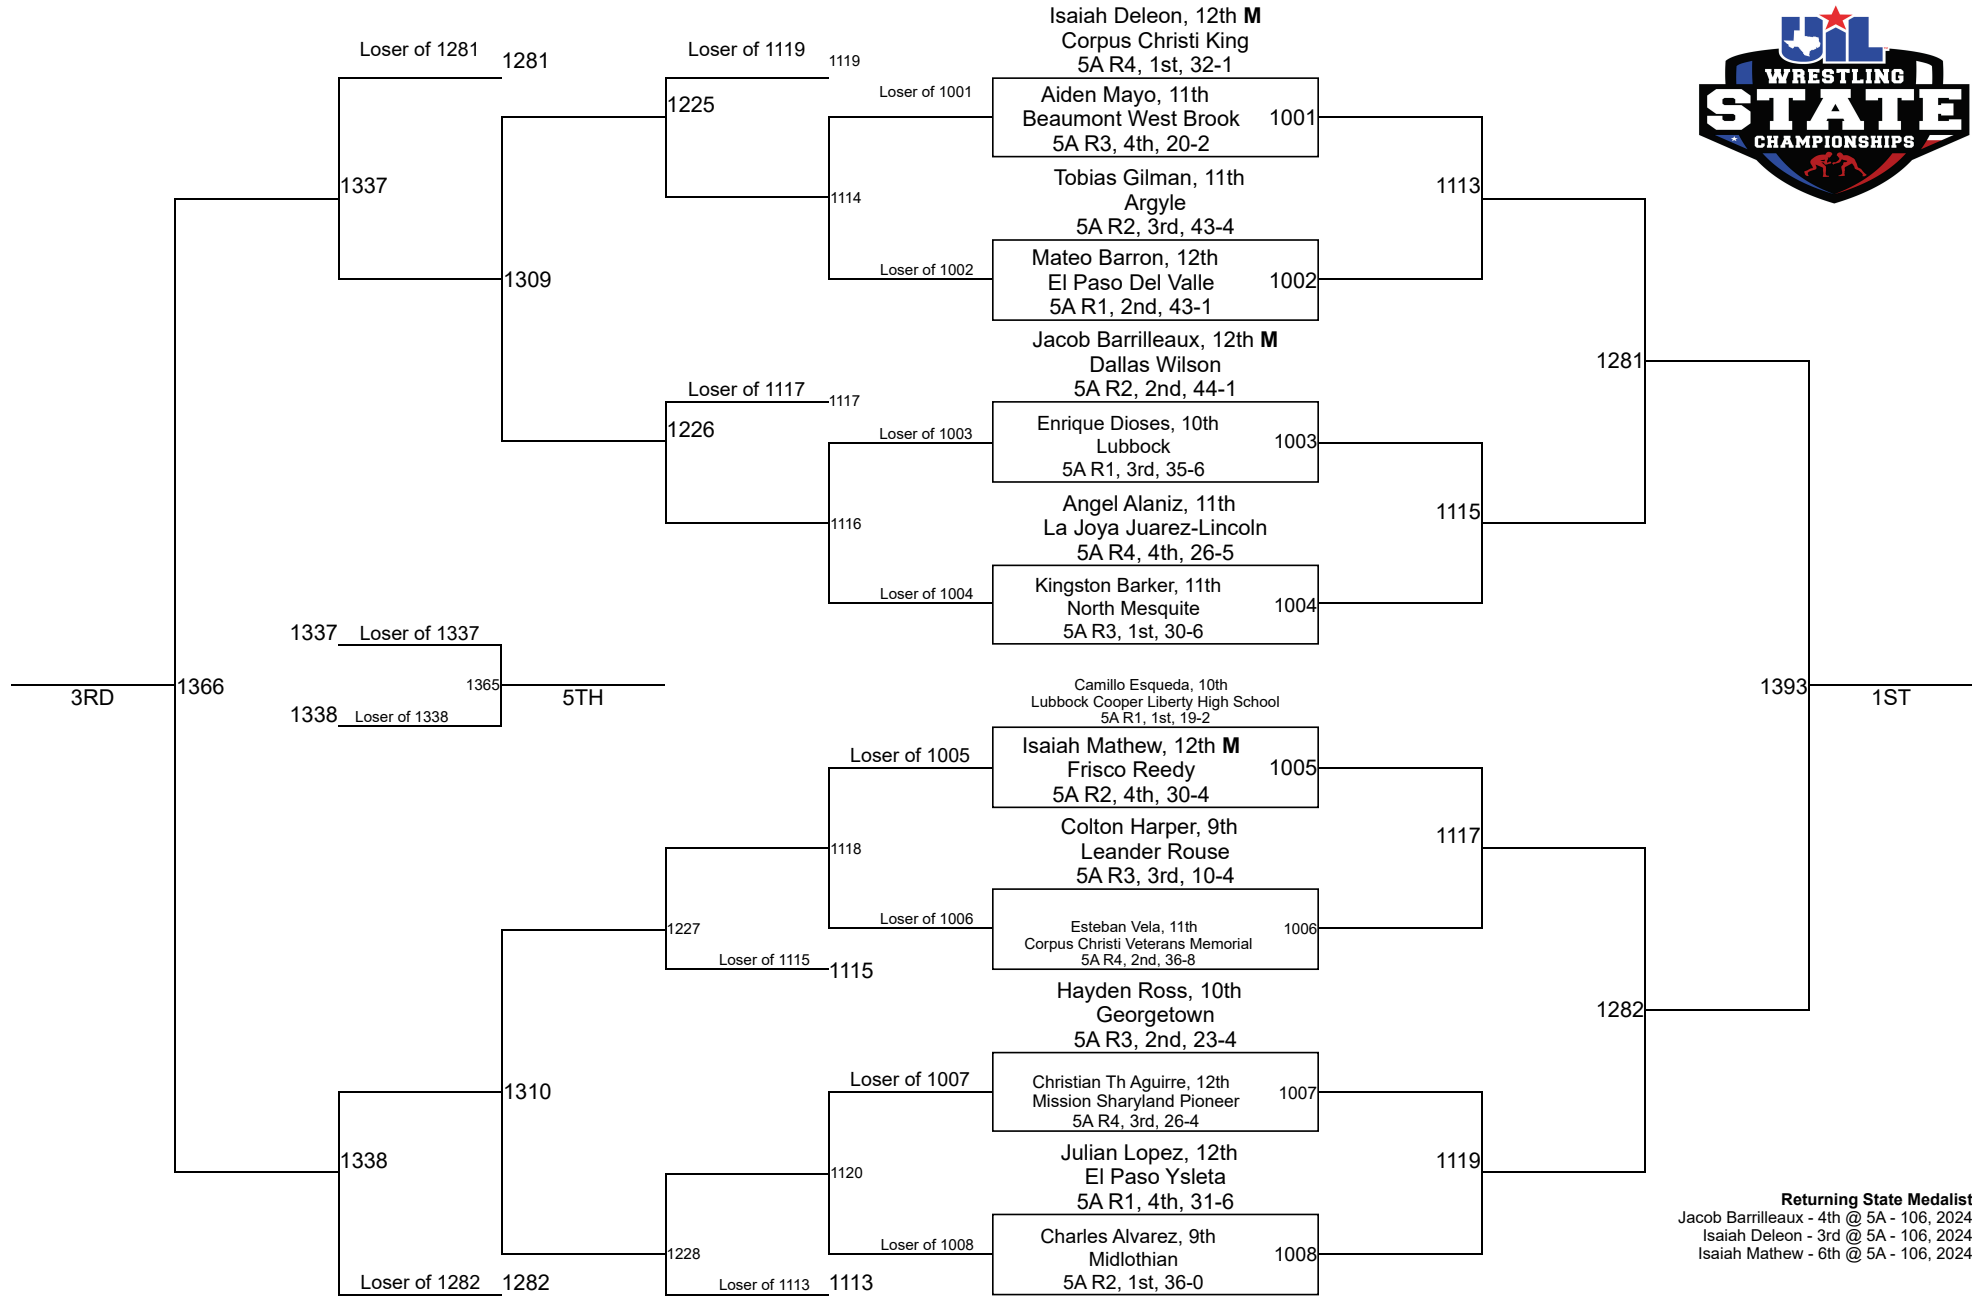 UIL
WRESTLING
STATE
CHAMPIONSHIPS
Isaiah Deleon, 12th M
Corpus Christi King
5A R4, 1st, 32-1
Aiden Mayo, 11th
Beaumont West Brook
5A R3, 4th, 20-2
1001
Tobias Gilman, 11th
Argyle
5A R2, 3rd, 43-4
Mateo Barron, 12th
El Paso Del Valle
5A R1, 2nd, 43-1
1002
Jacob Barrilleaux, 12th M
Dallas Wilson
5A R2, 2nd, 44-1
Enrique Dioses, 10th
Lubbock
5A R1, 3rd, 35-6
1003
Angel Alaniz, 11th
La Joya Juarez-Lincoln
5A R4, 4th, 26-5
Kingston Barker, 11th
North Mesquite
5A R3, 1st, 30-6
1004
Camillo Esqueda, 10th
Lubbock Cooper Liberty High School
5A R1, 1st, 19-2
Isaiah Mathew, 12th M
Frisco Reedy
5A R2, 4th, 30-4
1005
Colton Harper, 9th
Leander Rouse
5A R3, 3rd, 10-4
Esteban Vela, 11th
Corpus Christi Veterans Memorial
5A R4, 2nd, 36-8
1006
Hayden Ross, 10th
Georgetown
5A R3, 2nd, 23-4
Christian Th Aguirre, 12th
Mission Sharyland Pioneer
5A R4, 3rd, 26-4
1007
Julian Lopez, 12th
El Paso Ysleta
5A R1, 4th, 31-6
Charles Alvarez, 9th
Midlothian
5A R2, 1st, 36-0
1008
1113
1115
1117
1119
1281
1282
1393
1ST
Loser of 1001
Loser of 1002
1114
Loser of 1003
Loser of 1004
1116
Loser of 1005
Loser of 1006
1118
Loser of 1007
Loser of 1008
1120
Loser of 1119
1119
1225
Loser of 1117
1117
1226
1227
Loser of 1115
1115
1228
Loser of 1113
1113
1309
1310
Loser of 1281
1281
1337
1338
Loser of 1282
1282
1366
3RD
1337
Loser of 1337
1338
Loser of 1338
1365
5TH
Returning State Medalist
Jacob Barrilleaux - 4th @ 5A - 106, 2024
Isaiah Deleon - 3rd @ 5A - 106, 2024
Isaiah Mathew - 6th @ 5A - 106, 2024